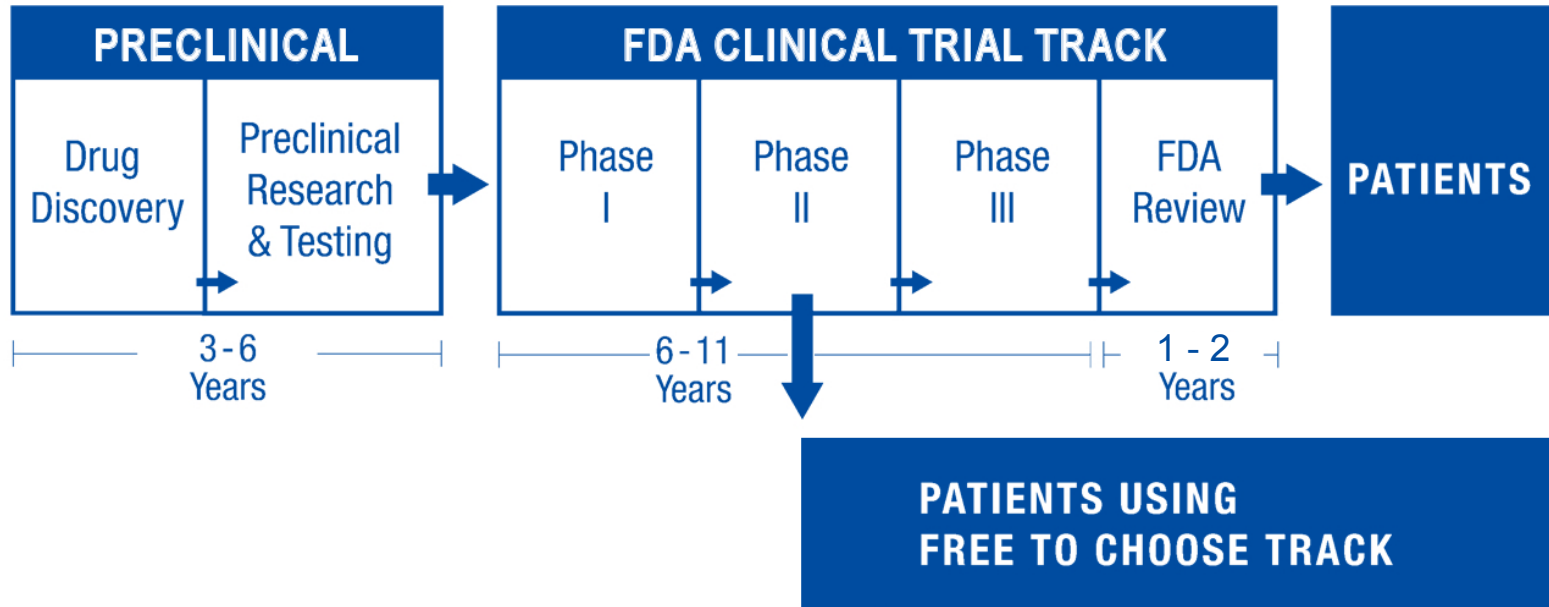 PRECLINICAL
Drug
Discovery
Preclinical
Research
& Testing
3-6
Years
FDA CLINICAL TRIAL TRACK
Phase
I
Phase
II
Phase
III
FDA
Review
6-11
Years
1 - 2
Years
PATIENTS
PATIENTS USING
FREE TO CHOOSE TRACK